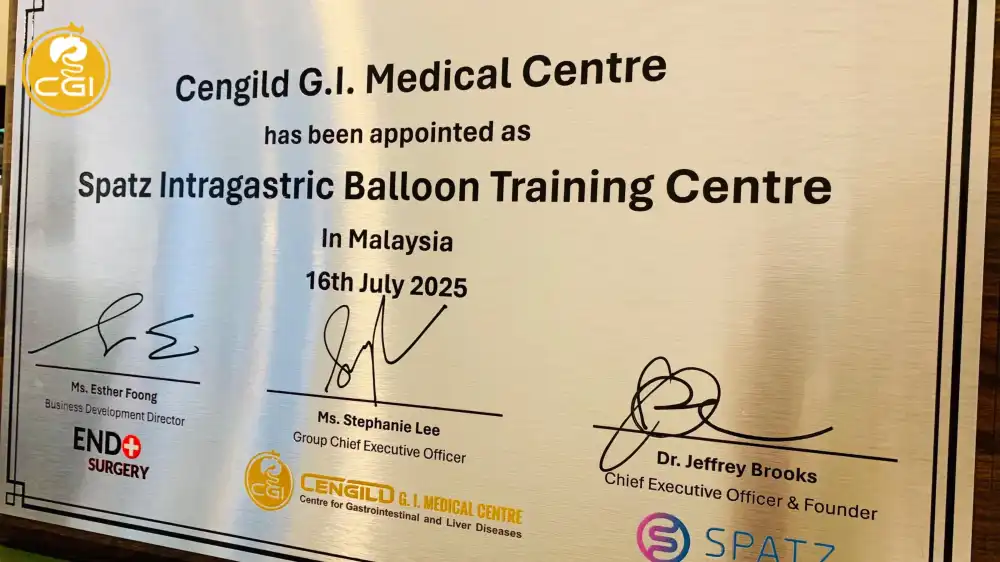 CGI
Cengild G.I. Medical Centre
has been appointed as
Spatz Intragastric Balloon Training Centre
In Malaysia
16th July 2025
Ms. Esther Foong
Business Development Director
ENDO SURGERY
Ms. Stephanie Lee
Group Chief Executive Officer
CGI
CENGILD G. I. MEDICAL CENTRE
Centre for Gastrointestinal and Liver Diseases
Dr. Jeffrey Brooks
Chief Executive Officer & Founder
SPATZ